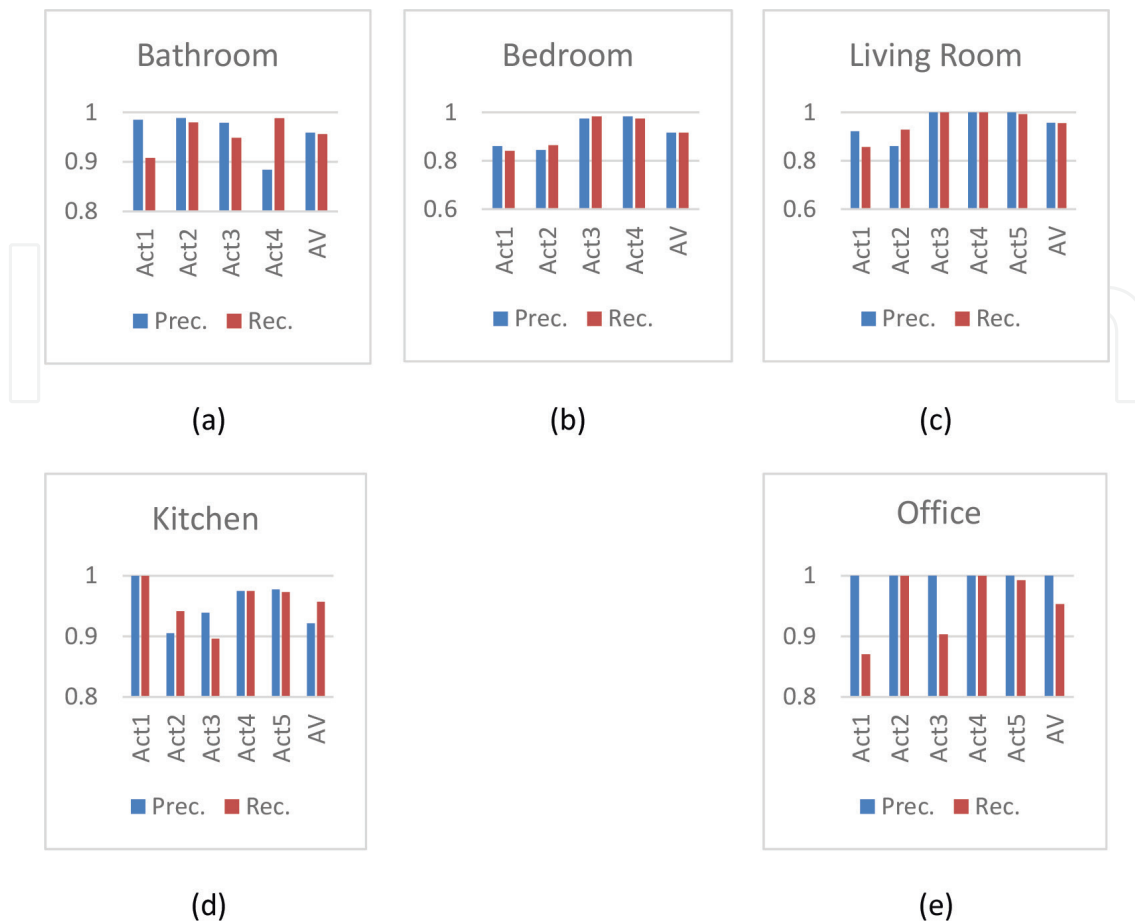 Bathroom
1
0.9
0.8
Act1
Act2
Act3
Act4
AV
Prec. Rec.
(a)
Bedroom
1
0.8
0.6
Act1
Act2
Act3
Act4
AV
Prec. Rec.
(b)
Living Room
1
0.8
0.6
Act1
Act2
Act3
Act4
Act5
AV
Prec. Rec.
(c)
Kitchen
1
0.9
0.8
Act1
Act2
Act3
Act4
Act5
AV
Prec. Rec.
(d)
Office
1
0.9
0.8
Act1
Act2
Act3
Act4
Act5
AV
Prec. Rec.
(e)